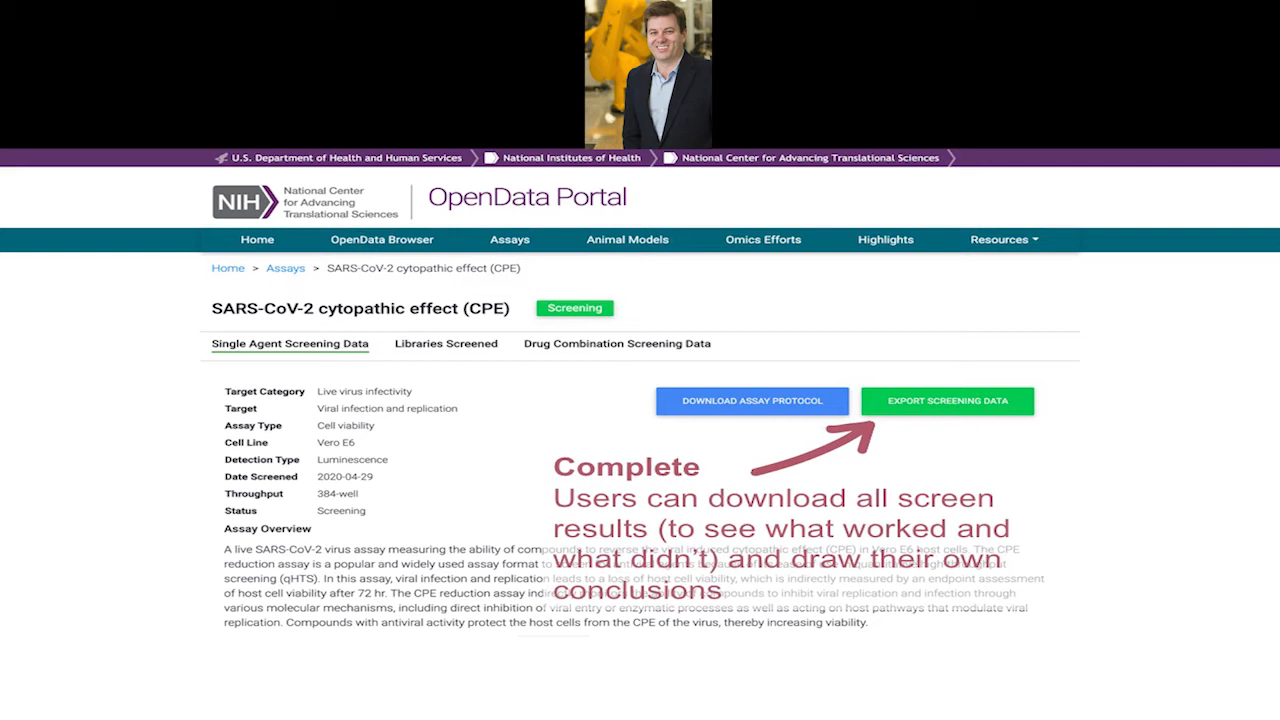 U.S. Department of Health and Human Services National Institutes of Health National Center for Advancing Translational Sciences
NIH
National Center
for Advancing
Translational Sciences
OpenData Portal
Home OpenData Browser Assays Animal Models Omics Efforts Highlights Resources
Home > Assays > SARS-CoV-2 cytopathic effect (CPE)
SARS-CoV-2 cytopathic effect (CPE) Screening
Single Agent Screening Data Libraries Screened Drug Combination Screening Data
Target Category Live virus infectivity
Target Viral infection and replication
Assay Type Cell viability
Cell Line Vero E6
Detection Type Luminescence
Date Screened 2020-04-29
Throughput 384-well
Status Screening
DOWNLOAD ASSAY PROTOCOL EXPORT SCREENING DATA
Complete
Users can download all screen
results (to see what worked and
what didn't) and draw their own
conclusions
Assay Overview
A live SARS-CoV-2 virus assay measuring the ability of compounds to reverse the viral induced cytopathic effect (CPE) in Vero E6 host cells. The CPE
reduction assay is a popular and widely used assay format to
screening (qHTS). In this assay, viral infection and replication leads to a loss of host cell viability, which is indirectly measured by an endpoint assessment
of host cell viability after 72 hr. The CPE reduction assay compounds to inhibit viral replication and infection through
various molecular mechanisms, including direct inhibition of viral entry or enzymatic processes as well as acting on host pathways that modulate viral
replication. Compounds with antiviral activity protect the host cells from the CPE of the virus, thereby increasing viability.